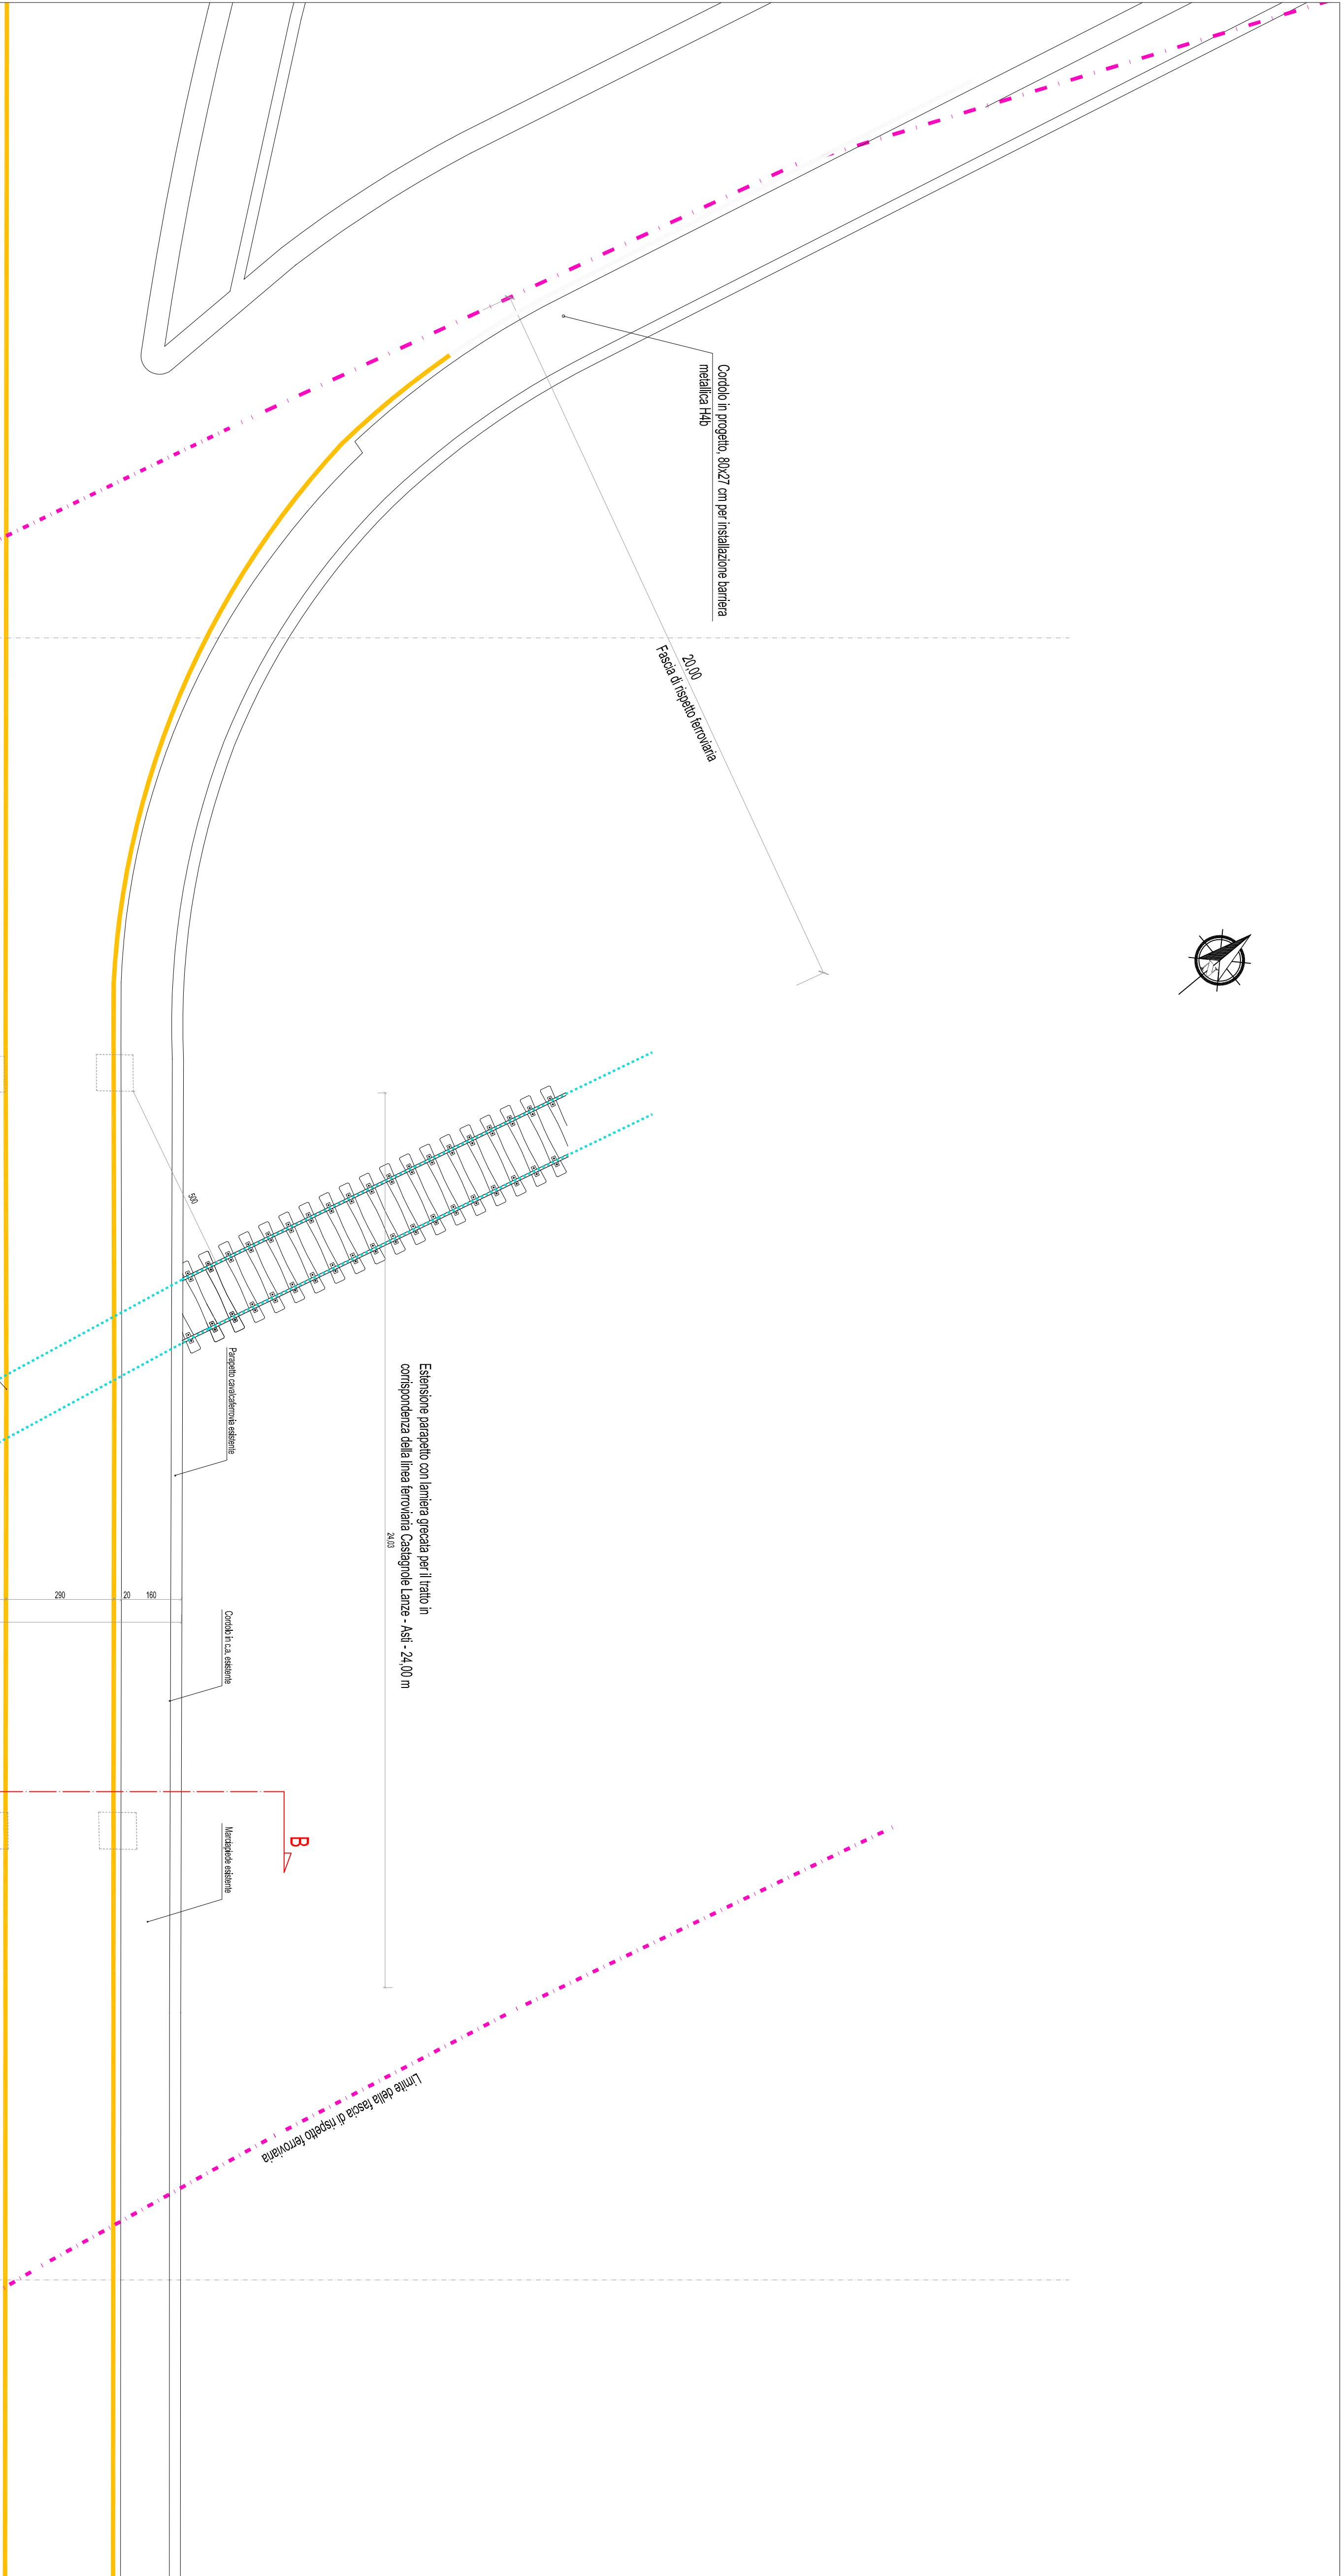 Cordolo in progetto, 80x27 cm per installazione barriera
metallica H4b
20,00
Fascia di rispetto ferroviaria
500
Parapetto cavalcaferrovia esistente
Estensione parapetto con lamiera grecata per il tratto in
corrispondenza della linea ferroviaria Castagnole Lanze - Asti - 24,00 m
24,03
290
20
160
Cordolo in c.a. esistente
B
Marciapiede esistente
Limite della fascia di rispetto ferroviaria